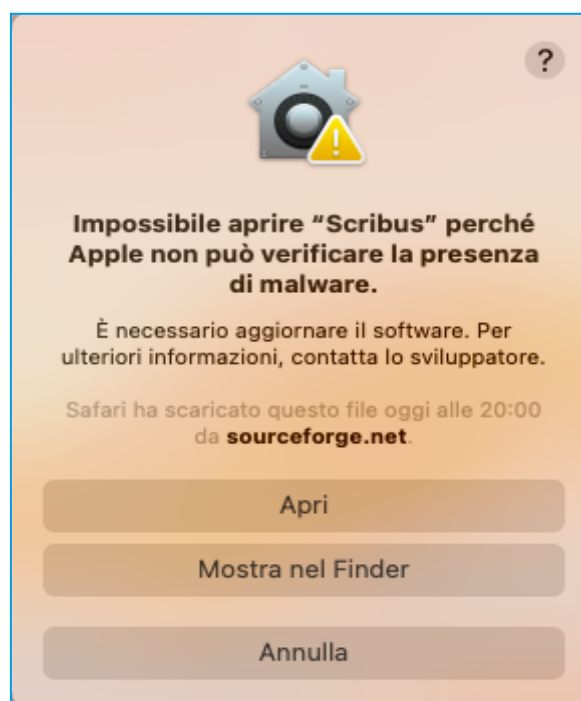 ?
Impossibile aprire “Scribus” perché
Apple non può verificare la presenza
di malware.
È necessario aggiornare il software. Per
ulteriori informazioni, contatta lo sviluppatore.
Safari ha scaricato questo file oggi alle 20:00
da sourceforge.net.
Apri
Mostra nel Finder
Annulla